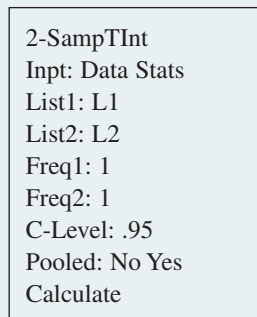 2-SampTInt
Inpt: Data Stats
List1: L1
List2: L2
Freq1: 1
Freq2: 1
C-Level: .95
Pooled: No Yes
Calculate